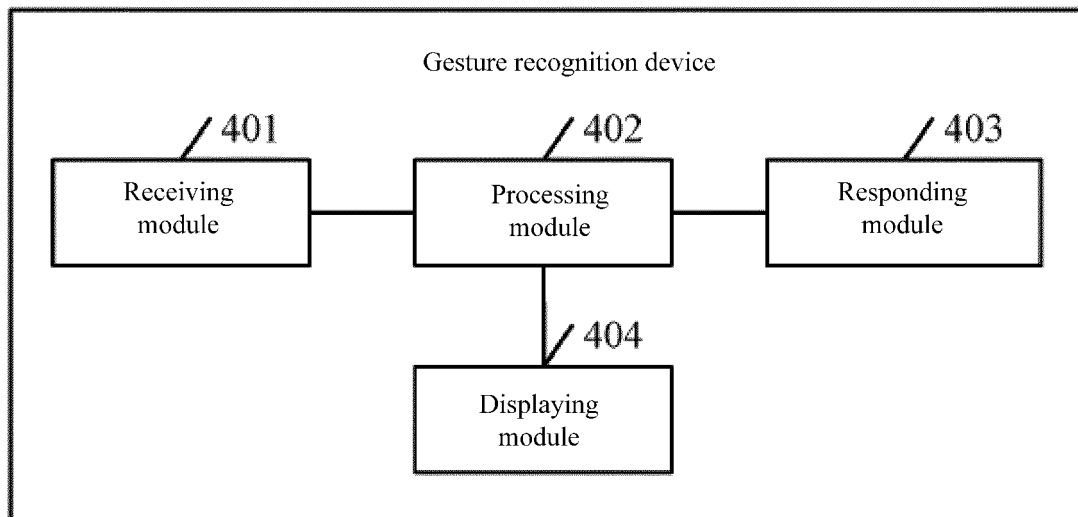 Gesture recognition device
401
402
403
Receiving
module
Processing
module
Responding
module
404
Displaying
module